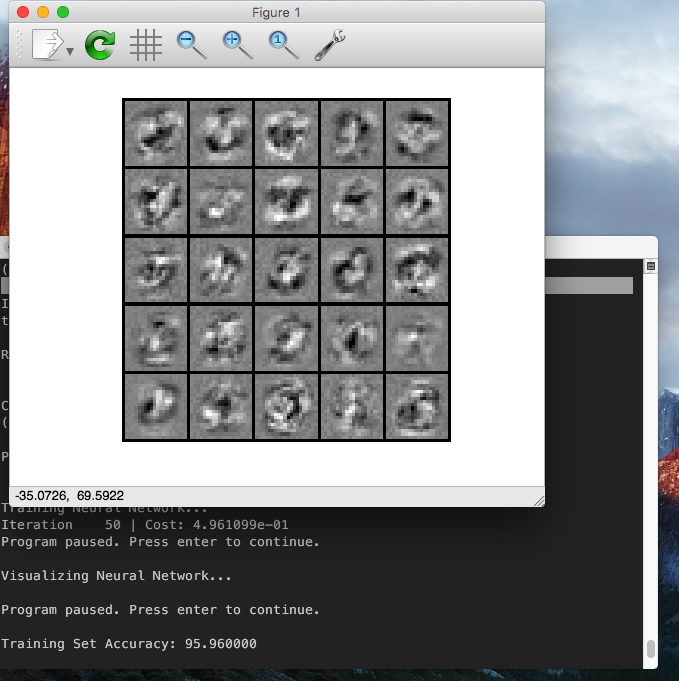 Figure 1
-35.0726, 69.5922
Training Neural Network...
Iteration    50 | Cost: 4.961099e-01
Program paused. Press enter to continue.
Visualizing Neural Network...
Program paused. Press enter to continue.
Training Set Accuracy: 95.960000